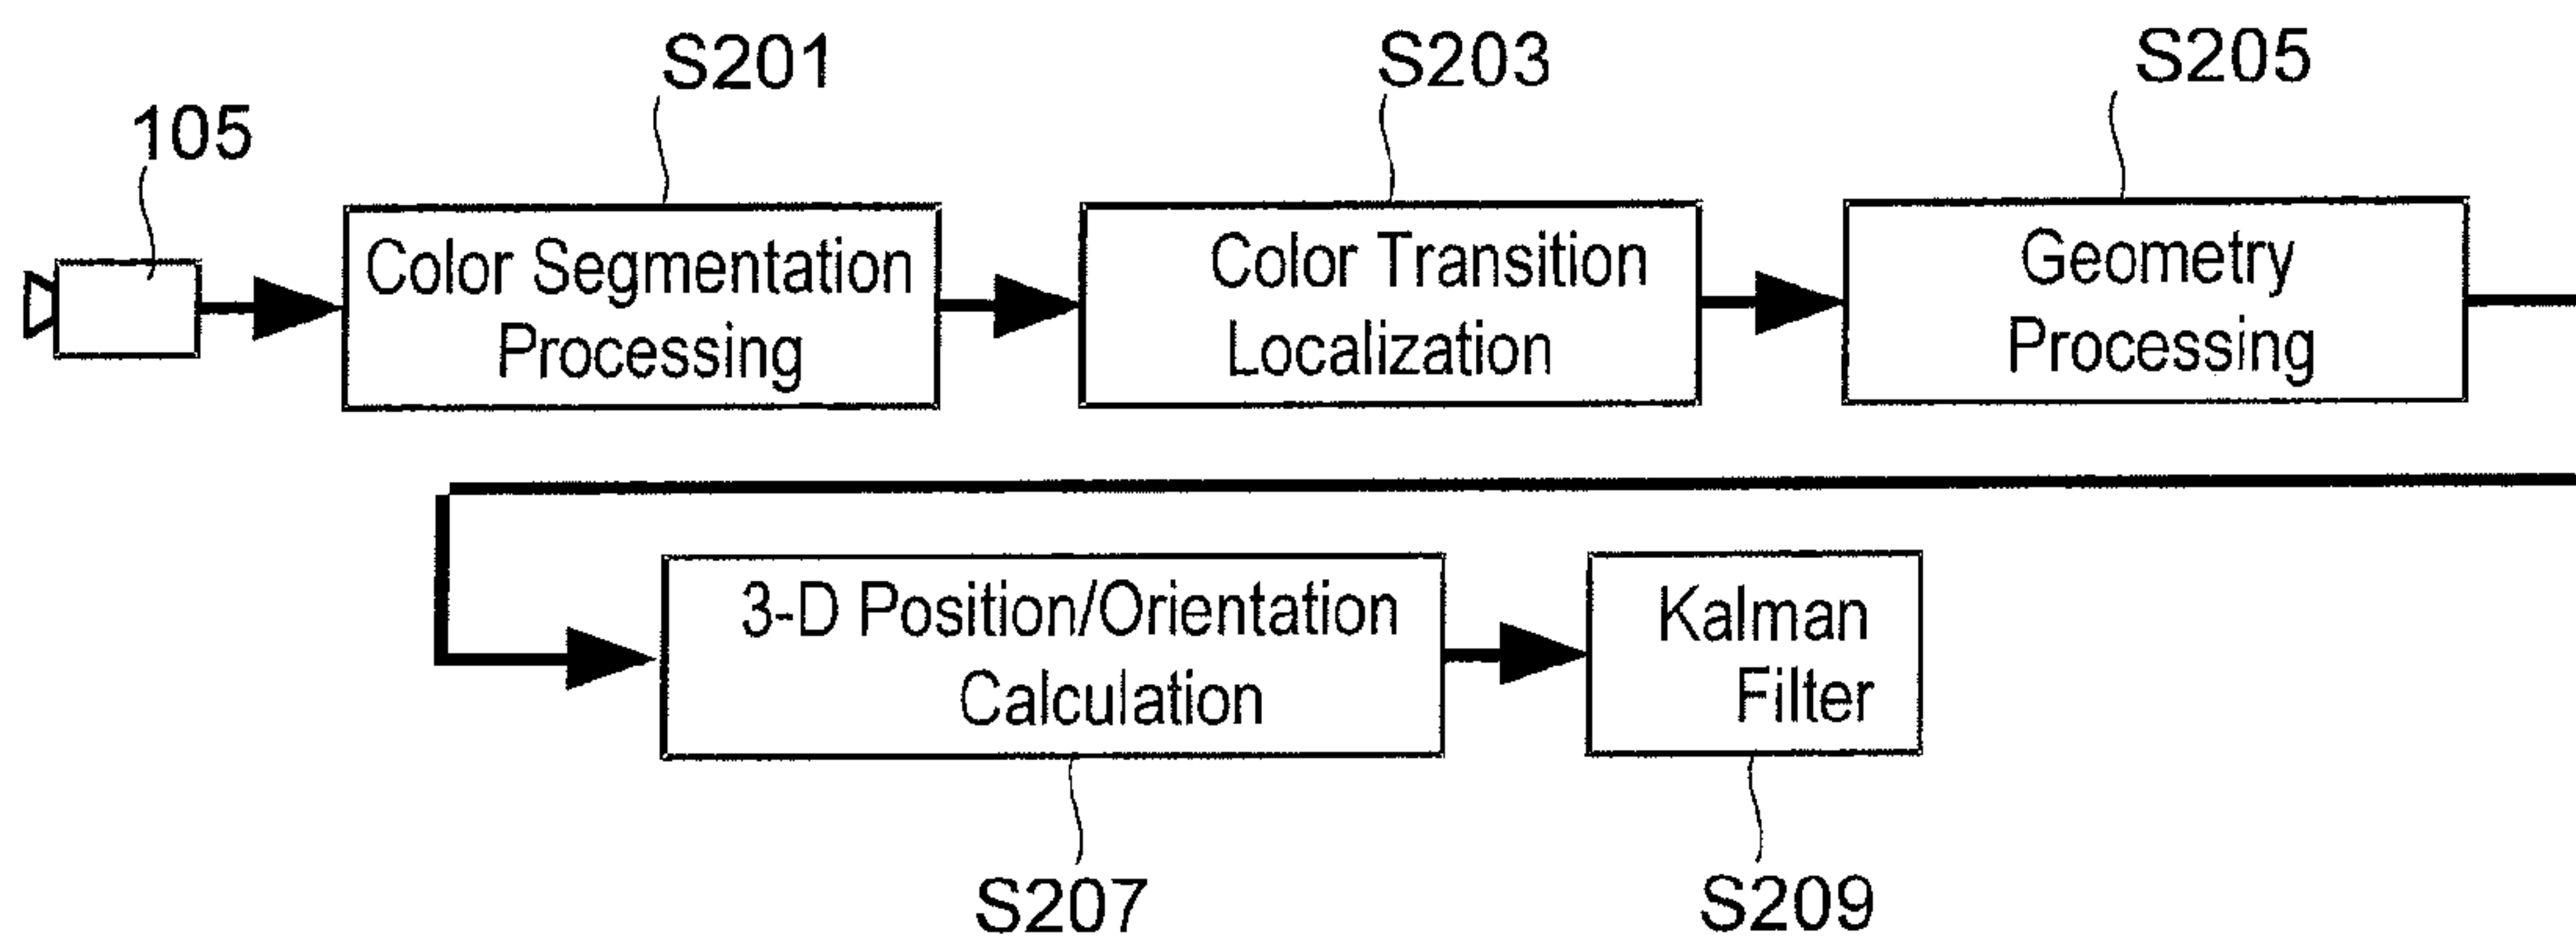 S201
S203
S205
105
Color Segmentation
Processing
Color Transition
Localization
Geometry
Processing
3-D Position/Orientation
Calculation
Kalman
Filter
S207
S209